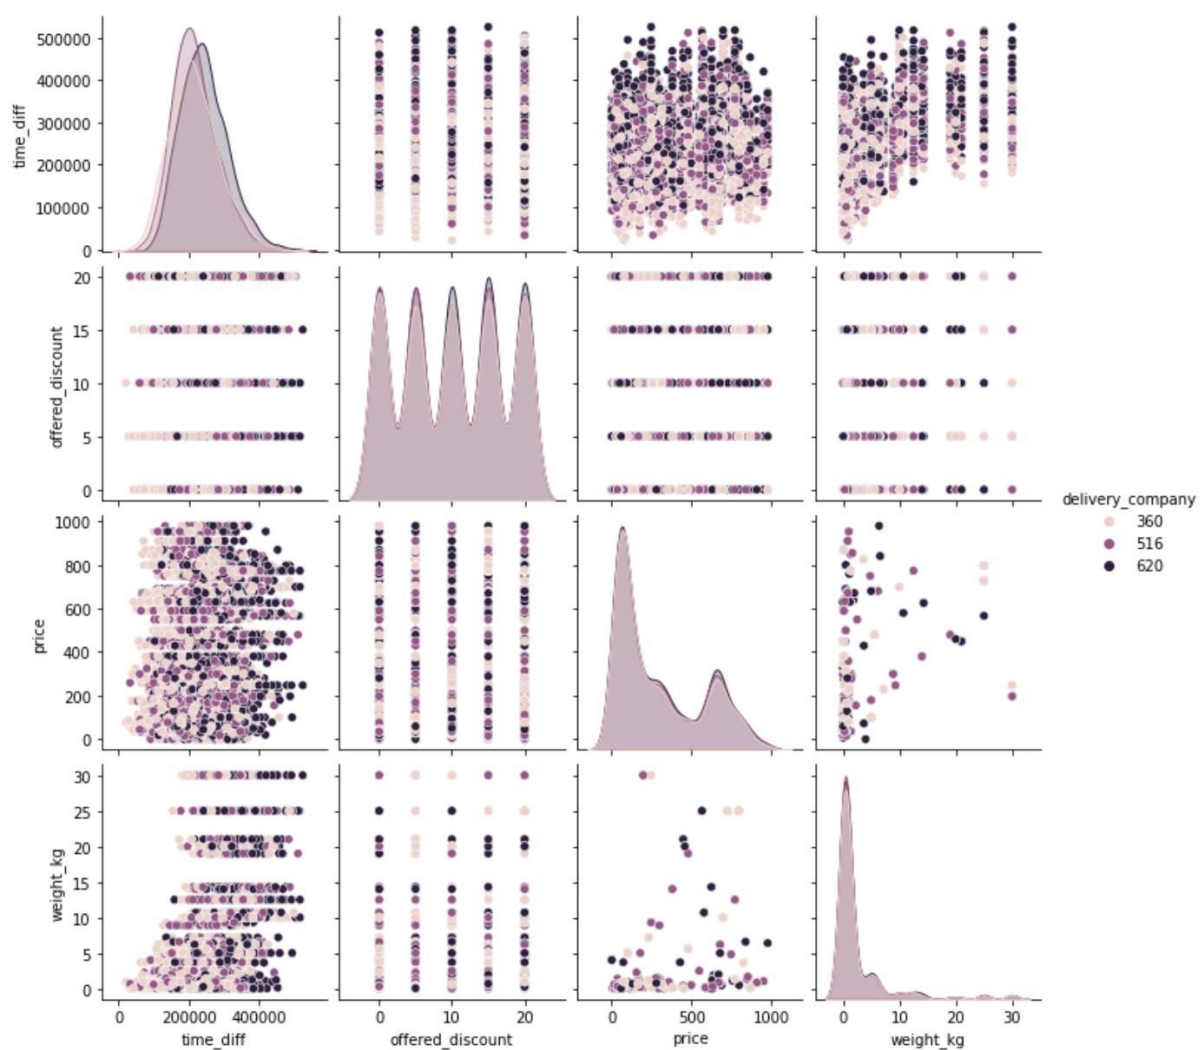 500000
400000
300000
200000
100000
0
time_diff
20
15
10
5
0
offered_discount
delivery_company
360
516
620
1000
800
600
400
200
0
price
30
25
20
15
10
5
0
weight_kg
0 200000 400000
0 10 20
0 500 1000
0 10 20 30
time_diff offered_discount price weight_kg